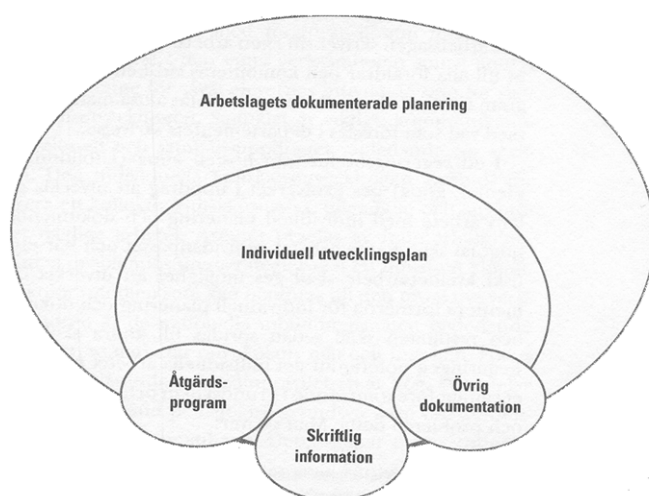 Arbetslagets dokumenterade planering
Individuell utvecklingsplan
Åtgärds-
program
Övrig
dokumentation
Skriftlig
information